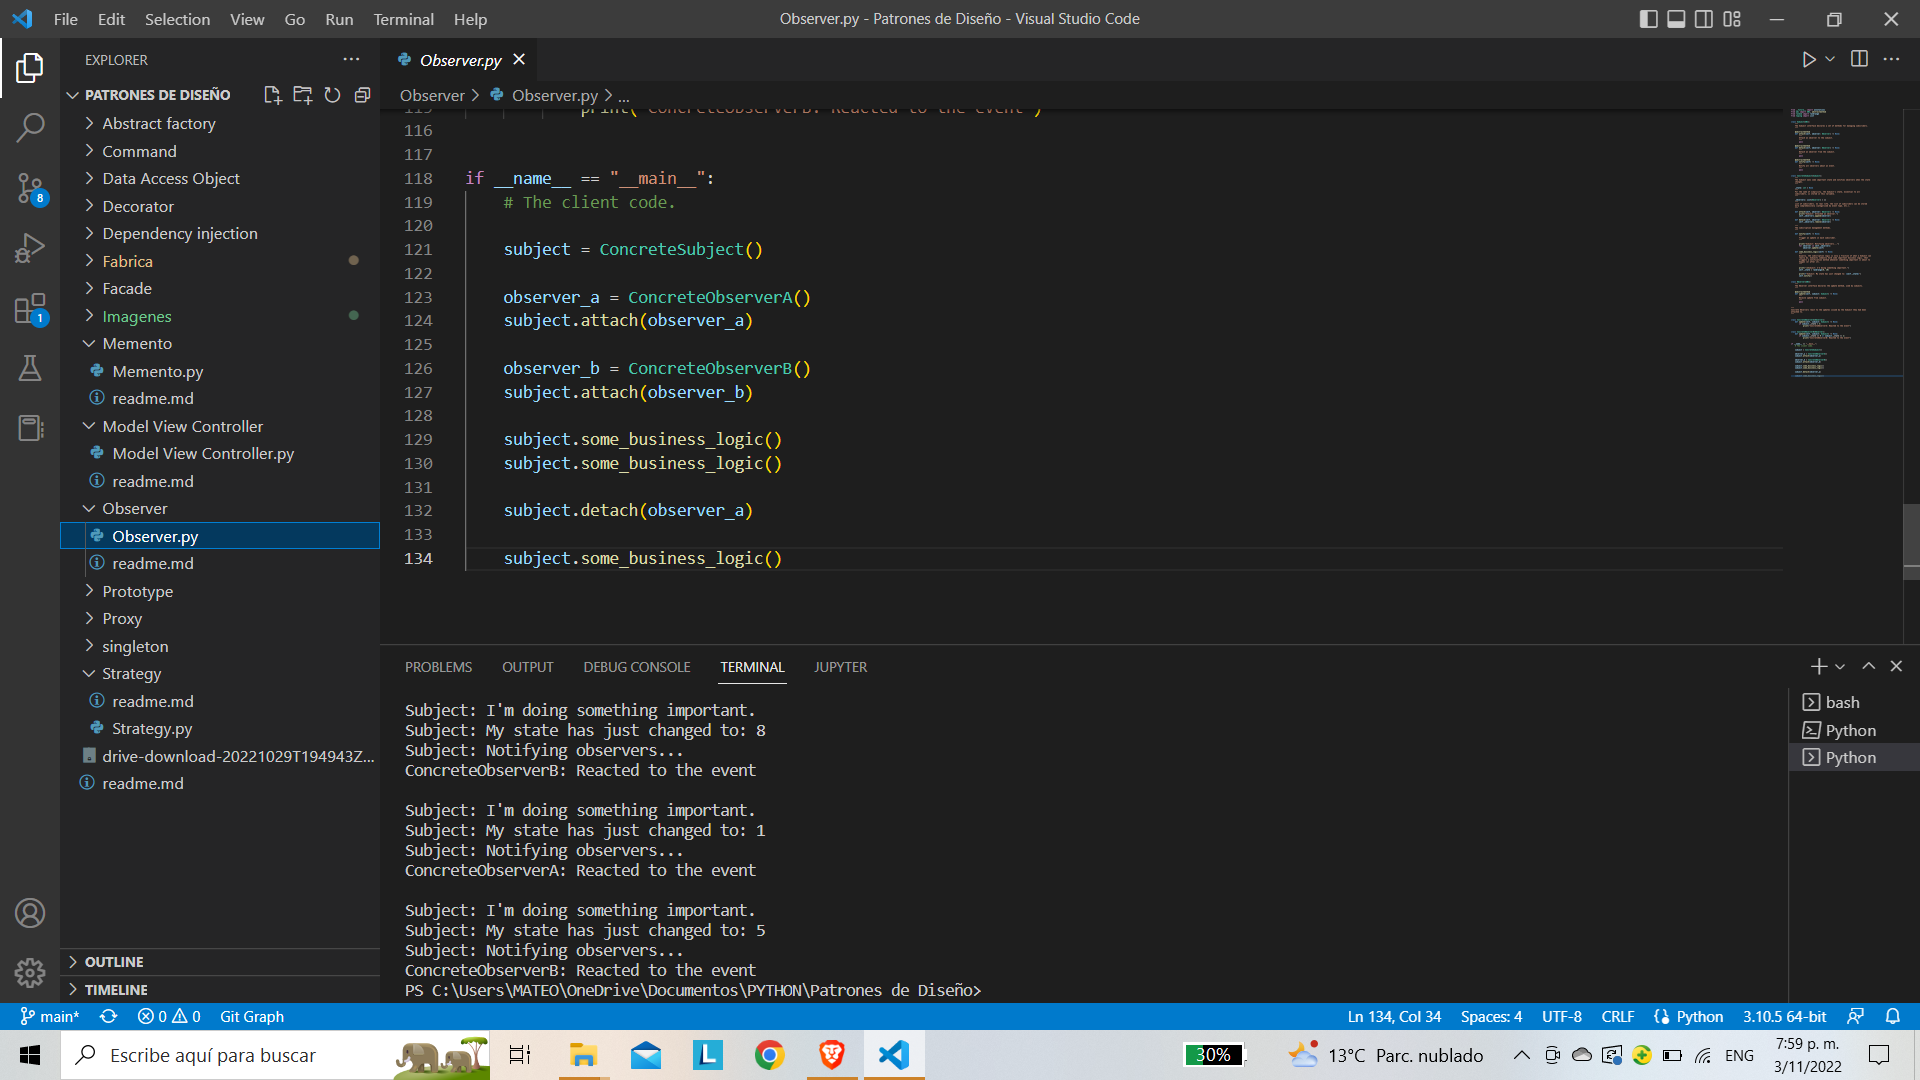 File Edit Selection View Go Run Terminal Help
Observer.py - Patrones de Diseño - Visual Studio Code
EXPLORER
PATRONES DE DISEÑO
Abstract factory
Command
Data Access Object
Decorator
Dependency injection
Fabrica
Facade
Imagenes
Memento
Memento.py
readme.md
Model View Controller
Model View Controller.py
readme.md
Observer
Observer.py
readme.md
Prototype
Proxy
singleton
Strategy
readme.md
Strategy.py
drive-download-20221029T194943Z...
readme.md
OUTLINE
TIMELINE
8
1
Observer.py
Observer > Observer.py > ...
115 print("ConcreteObserverB: Reacted to the event")
116
117
118 if __name__ == "__main__":
119 # The client code.
120
121 subject = ConcreteSubject()
122
123 observer_a = ConcreteObserverA()
124 subject.attach(observer_a)
125
126 observer_b = ConcreteObserverB()
127 subject.attach(observer_b)
128
129 subject.some_business_logic()
130 subject.some_business_logic()
131
132 subject.detach(observer_a)
133
134 subject.some_business_logic()
PROBLEMS OUTPUT DEBUG CONSOLE TERMINAL JUPYTER
Subject: I'm doing something important.
Subject: My state has just changed to: 8
Subject: Notifying observers...
ConcreteObserverB: Reacted to the event
Subject: I'm doing something important.
Subject: My state has just changed to: 1
Subject: Notifying observers...
ConcreteObserverA: Reacted to the event
Subject: I'm doing something important.
Subject: My state has just changed to: 5
Subject: Notifying observers...
ConcreteObserverB: Reacted to the event
PS C:\Users\MATEO\OneDrive\Documentos\PYTHON\Patrones de Diseño>
bash
Python
Python
main* 0 0 Git Graph
Ln 134, Col 34 Spaces: 4 UTF-8 CRLF Python 3.10.5 64-bit
Escribe aquí para buscar
L
30%
13°C Parc. nublado
ENG
7:59 p. m.
3/11/2022